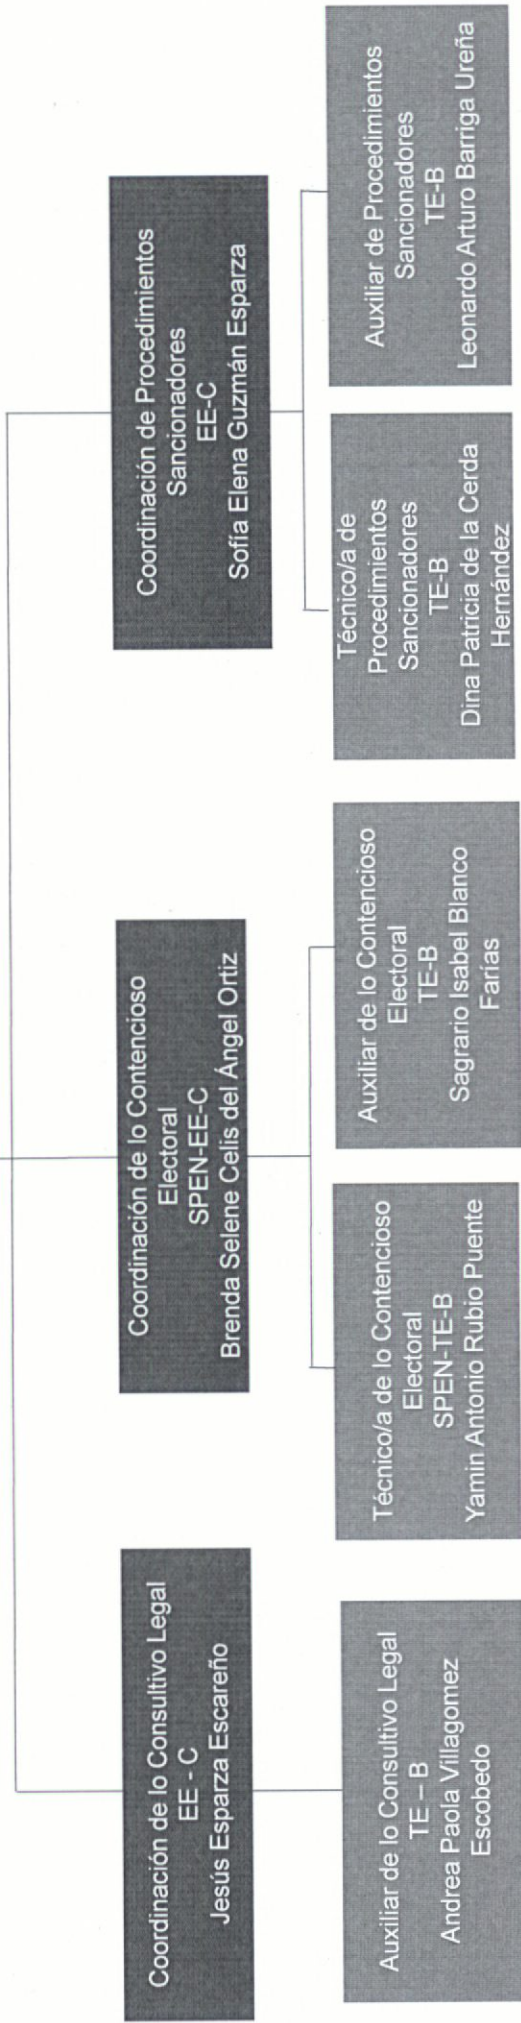 Coordinación de lo Consultivo Legal
EE - C
Jesús Esparza Escareño
Coordinación de lo Contencioso
Electoral
SPEN-EE-C
Brenda Selene Celis del Ángel Ortiz
Coordinación de Procedimientos
Sancionadores
EE-C
Sofía Elena Guzmán Esparza
Auxiliar de lo Consultivo Legal
TE – B
Andrea Paola Villagomez
Escobedo
Técnico/a de lo Contencioso
Electoral
SPEN-TE-B
Yamin Antonio Rubio Puente
Auxiliar de lo Contencioso
Electoral
TE-B
Sagrario Isabel Blanco
Farías
Técnico/a de
Procedimientos
Sancionadores
TE-B
Dina Patricia de la Cerda
Hernández
Auxiliar de Procedimientos
Sancionadores
TE-B
Leonardo Arturo Barriga Ureña